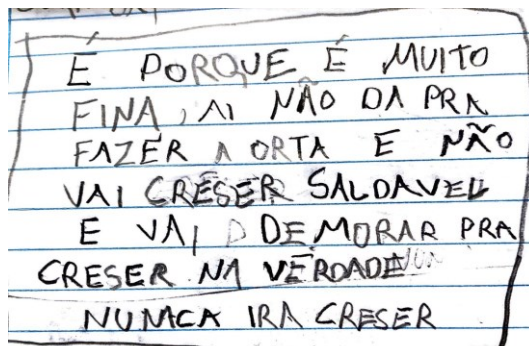 É PORQUE É MUITO
FINA, AI NÃO DA PRA
FAZER A ORTA E NÃO
VAI CRESER SALDAVEL
E VAI DEMORAR PRA
CRESER NA VERDADE
NUNCA IRA CRESER